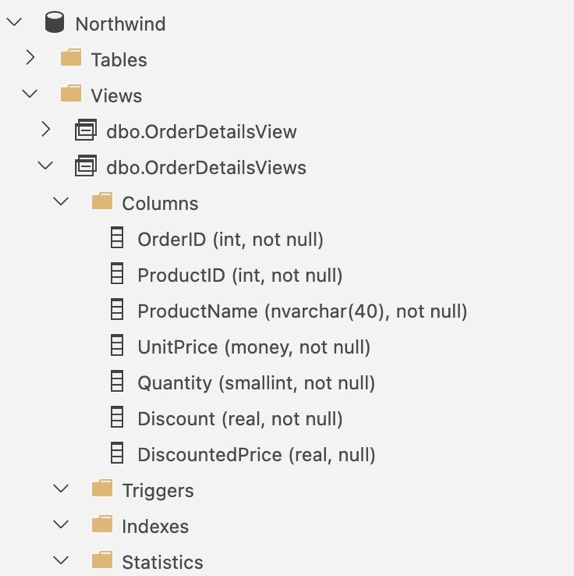 Northwind
Tables
Views
dbo.OrderDetailsView
dbo.OrderDetailsViews
Columns
OrderID (int, not null)
ProductID (int, not null)
ProductName (nvarchar(40), not null)
UnitPrice (money, not null)
Quantity (smallint, not null)
Discount (real, not null)
DiscountedPrice (real, null)
Triggers
Indexes
Statistics